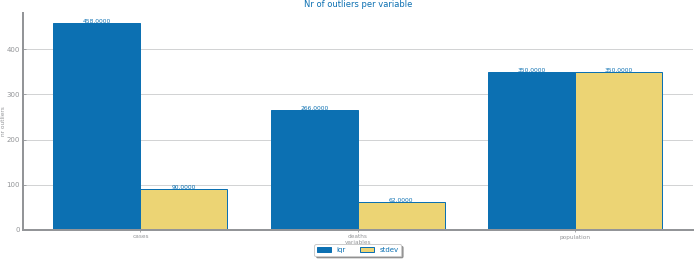 Nr of outliers per variable
nr outliers
400
300
200
100
0
458.0000
90.0000
266.0000
62.0000
350.0000
350.0000
cases
deaths
population
variables
iqr
stdev